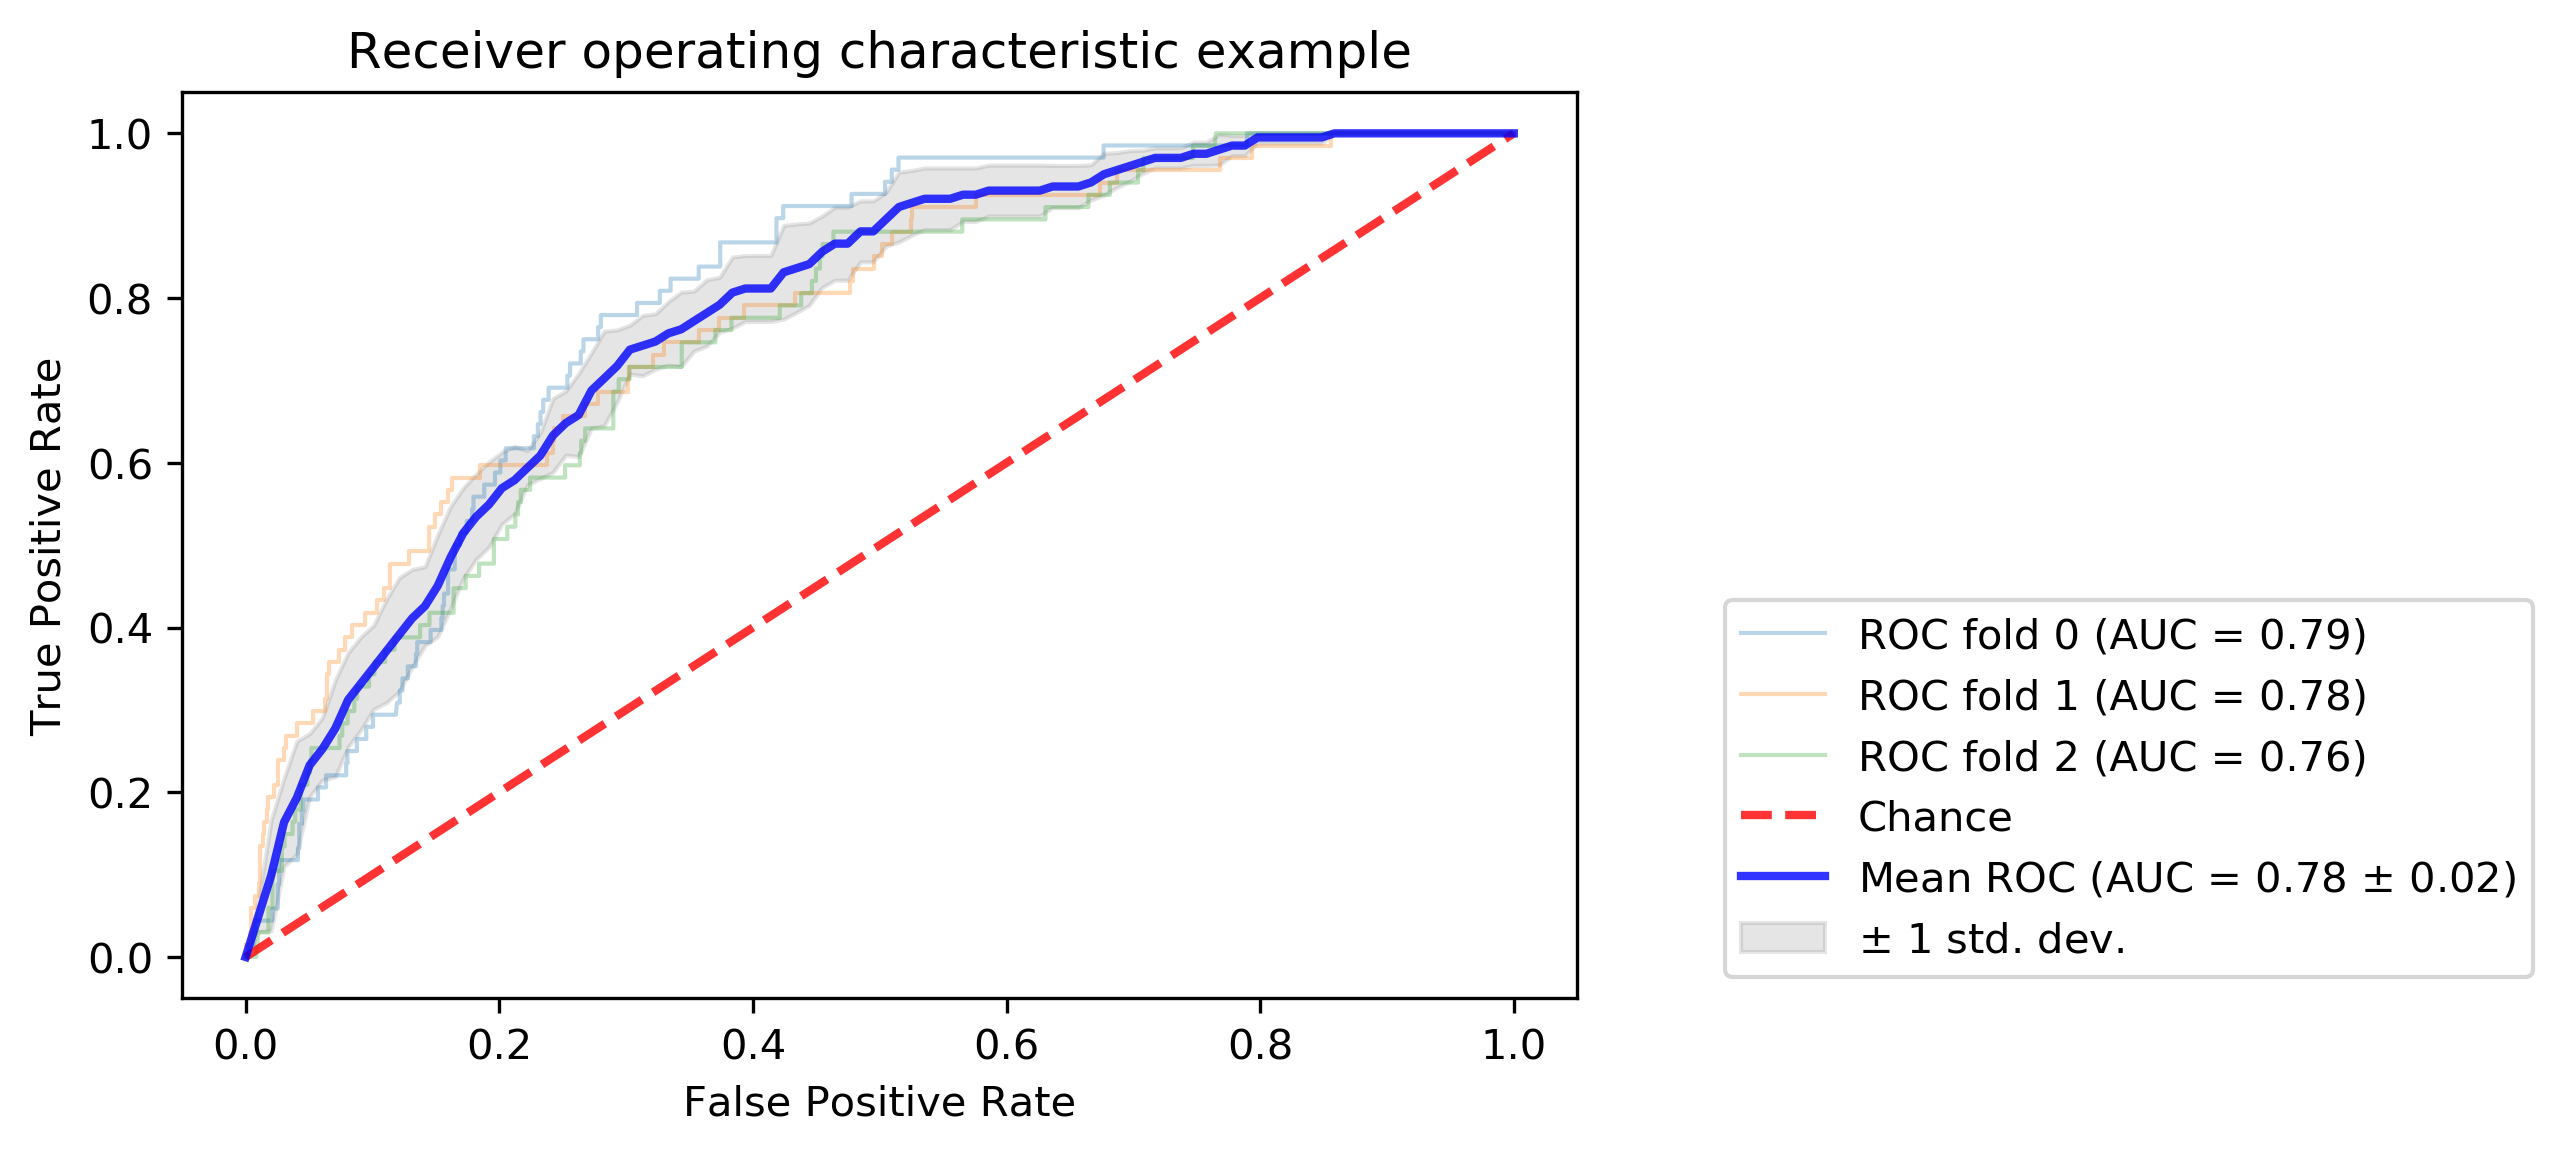 Receiver operating characteristic example
True Positive Rate
1.0
0.8
0.6
0.4
0.2
0.0
0.0 0.2 0.4 0.6 0.8 1.0
False Positive Rate
ROC fold 0 (AUC = 0.79)
ROC fold 1 (AUC = 0.78)
ROC fold 2 (AUC = 0.76)
Chance
Mean ROC (AUC = 0.78 ± 0.02)
± 1 std. dev.